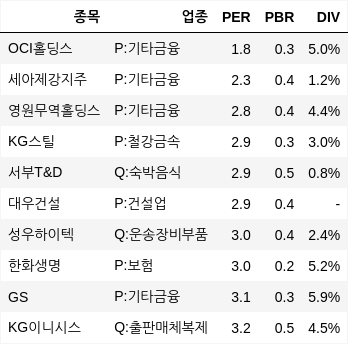 종목 업종 PER PBR DIV
OCI홀딩스 P:기타금융 1.8 0.3 5.0%
세아제강지주 P:기타금융 2.3 0.4 1.2%
영원무역홀딩스 P:기타금융 2.8 0.4 4.4%
KG스틸 P:철강금속 2.9 0.3 3.0%
서부T&D Q:숙박음식 2.9 0.5 0.8%
대우건설 P:건설업 2.9 0.4 -
성우하이텍 Q:운송장비부품 3.0 0.4 2.4%
한화생명 P:보험 3.0 0.2 5.2%
GS P:기타금융 3.1 0.3 5.9%
KG이니시스 Q:출판매체복제 3.2 0.5 4.5%